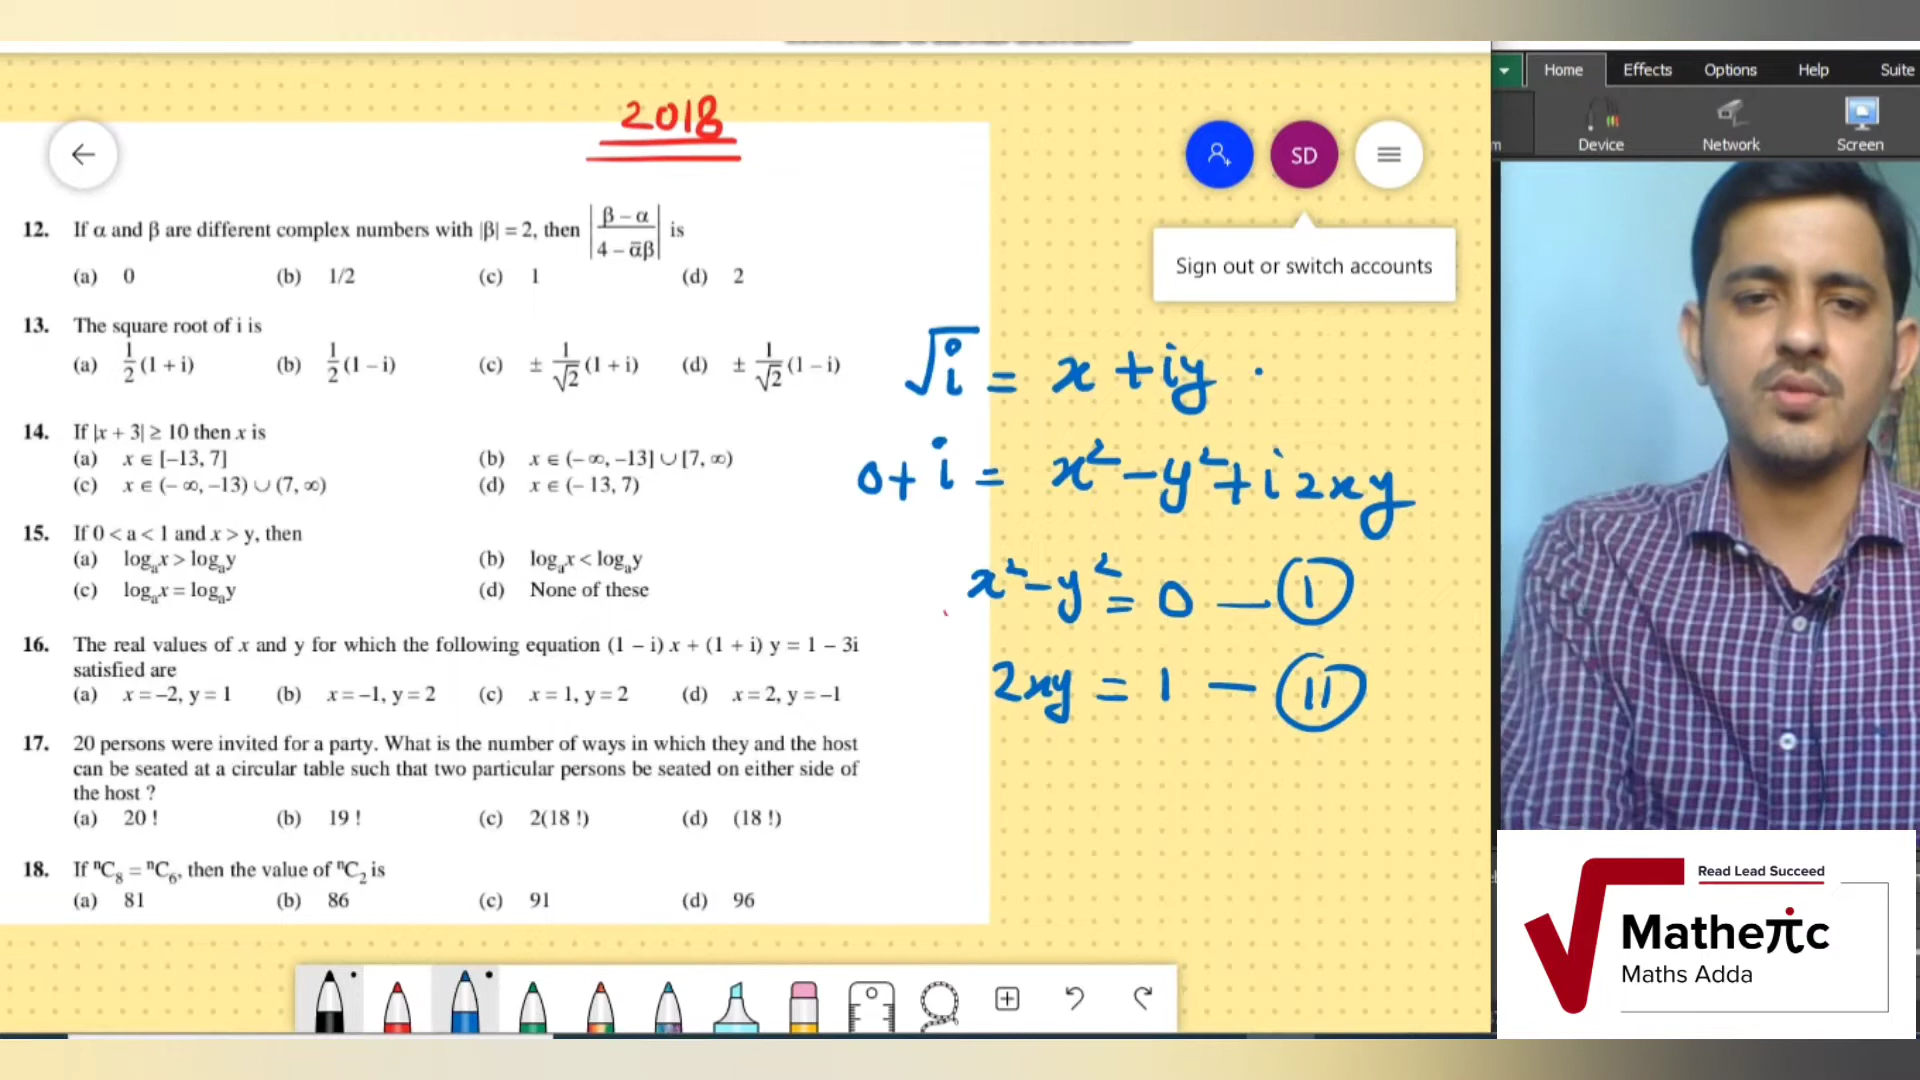 Home Effects Options Help Suite
Device Network Screen
2018
SD
Sign out or switch accounts
12. If α and β are different complex numbers with |β| = 2, then |(β – α)/(4 – ᾱβ)| is
(a) 0 (b) 1/2 (c) 1 (d) 2
13. The square root of i is
(a) 1/2 (1 + i) (b) 1/2 (1 – i) (c) ± 1/√2 (1 + i) (d) ± 1/√2 (1 – i)
14. If |x + 3| ≥ 10 then x is
(a) x ∈ [–13, 7] (b) x ∈ (– ∞, –13] ∪ [7, ∞)
(c) x ∈ (– ∞, –13) ∪ (7, ∞) (d) x ∈ (– 13, 7)
15. If 0 < a < 1 and x > y, then
(a) logₐx > logₐy (b) logₐx < logₐy
(c) logₐx = logₐy (d) None of these
16. The real values of x and y for which the following equation (1 – i) x + (1 + i) y = 1 – 3i
satisfied are
(a) x = –2, y = 1 (b) x = –1, y = 2 (c) x = 1, y = 2 (d) x = 2, y = –1
17. 20 persons were invited for a party. What is the number of ways in which they and the host
can be seated at a circular table such that two particular persons be seated on either side of
the host ?
(a) 20 ! (b) 19 ! (c) 2(18 !) (d) (18 !)
18. If ⁿC₈ = ⁿC₆, then the value of ⁿC₂ is
(a) 81 (b) 86 (c) 91 (d) 96
√i = x + iy
0 + i = x² – y² + i 2xy
x² – y² = 0 — I
2xy = 1 — II
Read Lead Succeed
Matheπc
Maths Adda